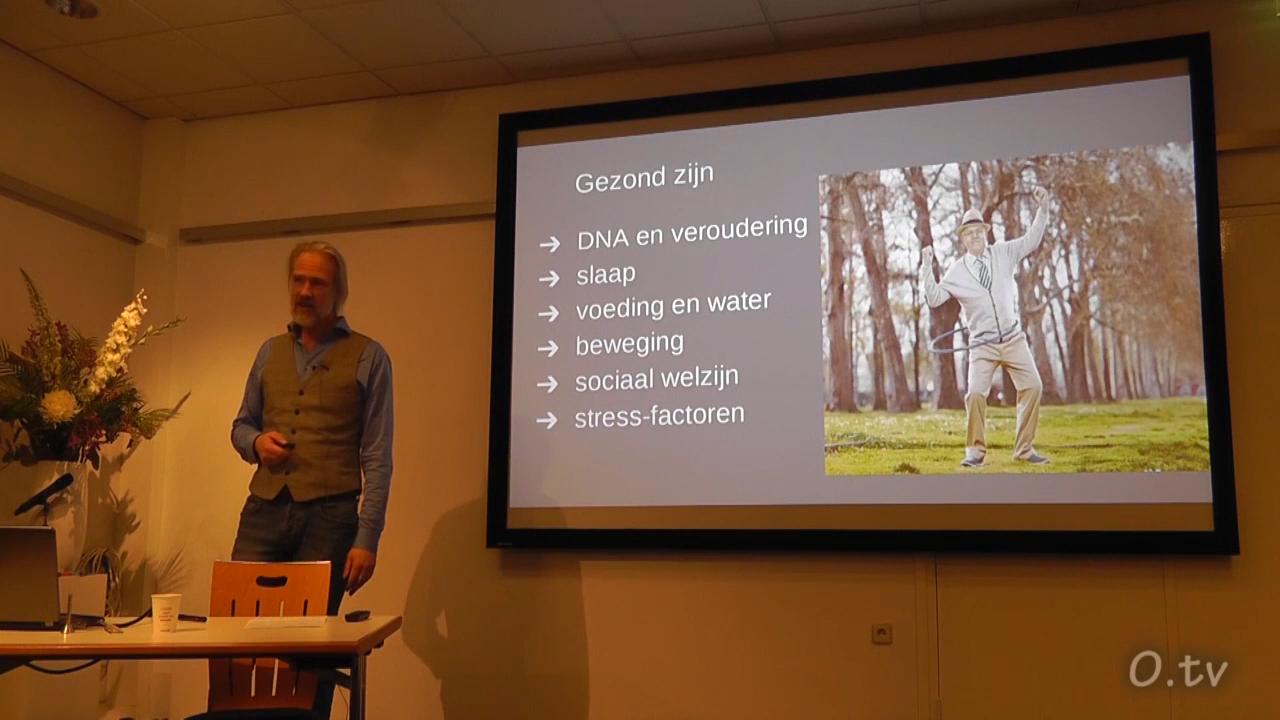 Gezond zijn
→ DNA en veroudering
→ slaap
→ voeding en water
→ beweging
→ sociaal welzijn
→ stress-factoren
O.tv